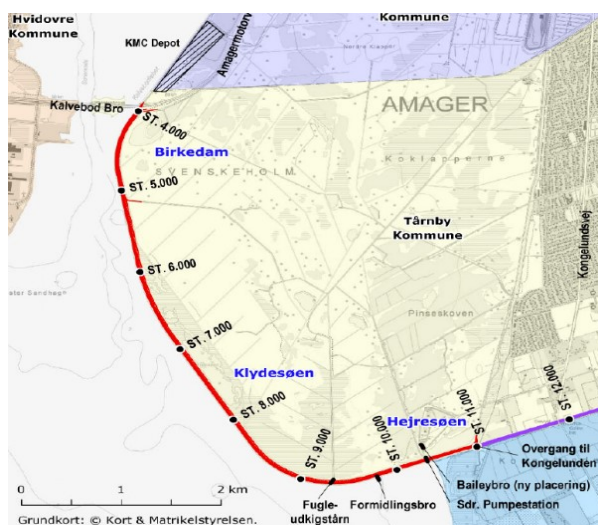 Hvidovre
Kommune
Kommune
KMC Depot
Amagermotorv
Kalvebod Bro
AMAGER
ST. 4.000
Birkedam
SVENSKEHOLM
Koklapperne
ST. 5.000
Tårnby
Kommune
Kongelundsvej
ST. 6.000
Pinseskoven
ST. 7.000
Klydesøen
ST. 8.000
Hejresøen
ST. 9.000
ST. 10.000
ST. 11.000
ST. 12.000
Overgang til
Kongelunden
0 1 2 km
Fugle-
udkigstårn
Formidlingsbro
Baileybro (ny placering)
Sdr. Pumpestation
Grundkort: © Kort & Matrikelstyrelsen.